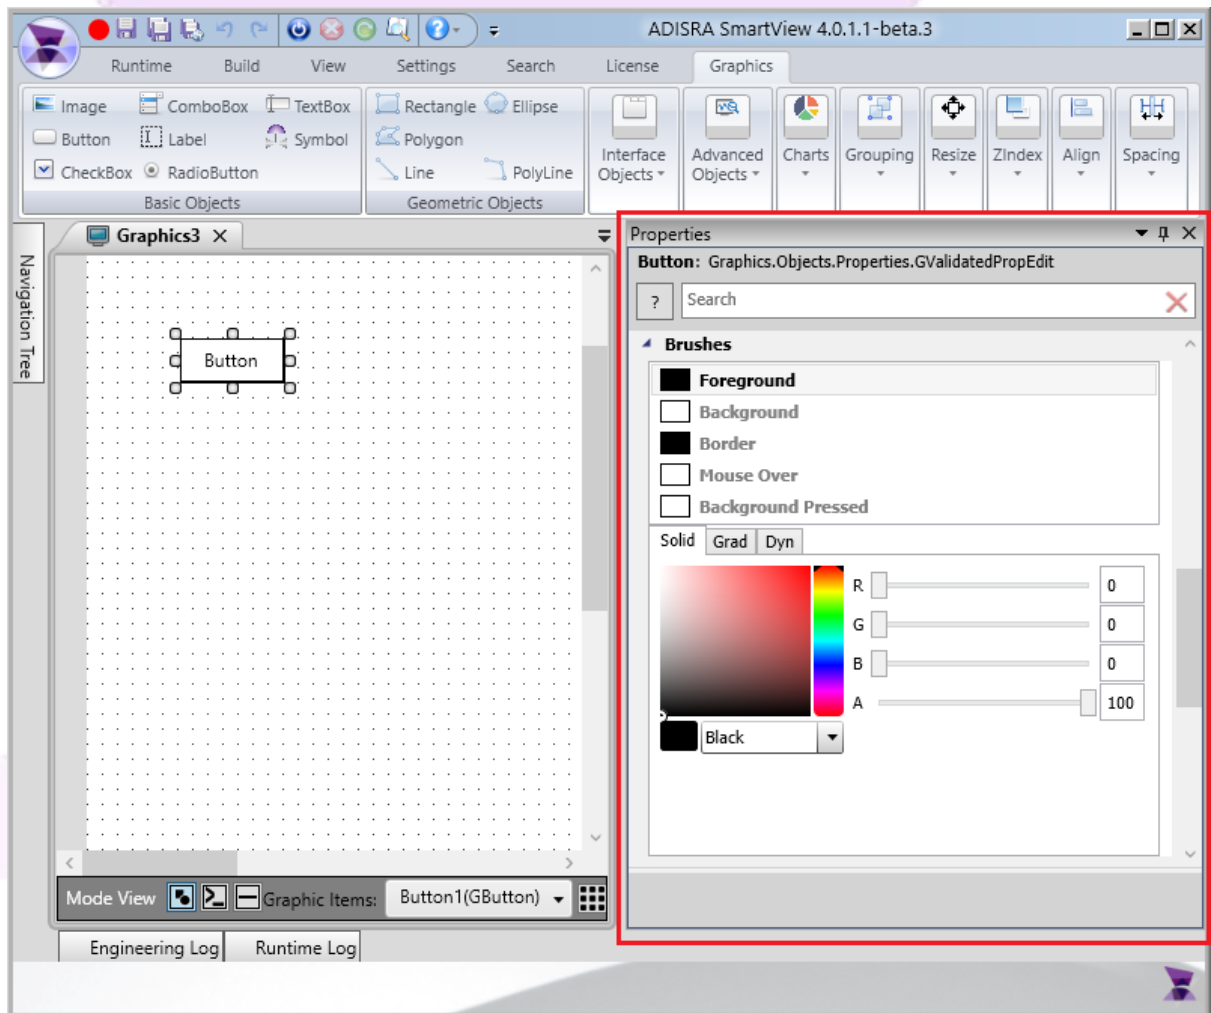 ADISRA SmartView 4.0.1.1-beta.3
Runtime Build View Settings Search License Graphics
Image ComboBox TextBox Rectangle Ellipse
Button Label Symbol Polygon
CheckBox RadioButton Line PolyLine
Interface Objects Advanced Objects Charts Grouping Resize ZIndex Align Spacing
Basic Objects Geometric Objects
Navigation Tree
Graphics3
Button
Properties
Button: Graphics.Objects.Properties.GValidatedPropEdit
? Search
Brushes
Foreground
Background
Border
Mouse Over
Background Pressed
Solid Grad Dyn
R 0
G 0
B 0
A 100
Black
Mode View Graphic Items: Button1(GButton)
Engineering Log Runtime Log